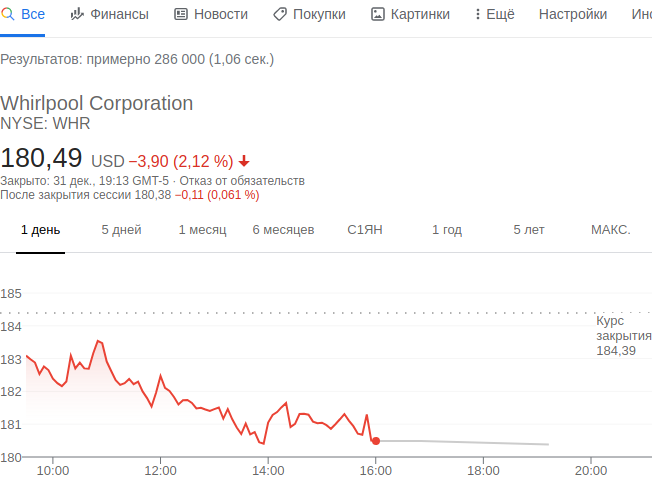 Все Финансы Новости Покупки Картинки Ещё Настройки Инс
Результатов: примерно 286 000 (1,06 сек.)
Whirlpool Corporation
NYSE: WHR
180,49 USD −3,90 (2,12 %)
Закрыто: 31 дек., 19:13 GMT-5 · Отказ от обязательств
После закрытия сессии 180,38 −0,11 (0,061 %)
1 день 5 дней 1 месяц 6 месяцев С1ЯН 1 год 5 лет МАКС.
185
184
183
182
181
180
Курс
закрытия
184,39
10:00 12:00 14:00 16:00 18:00 20:00